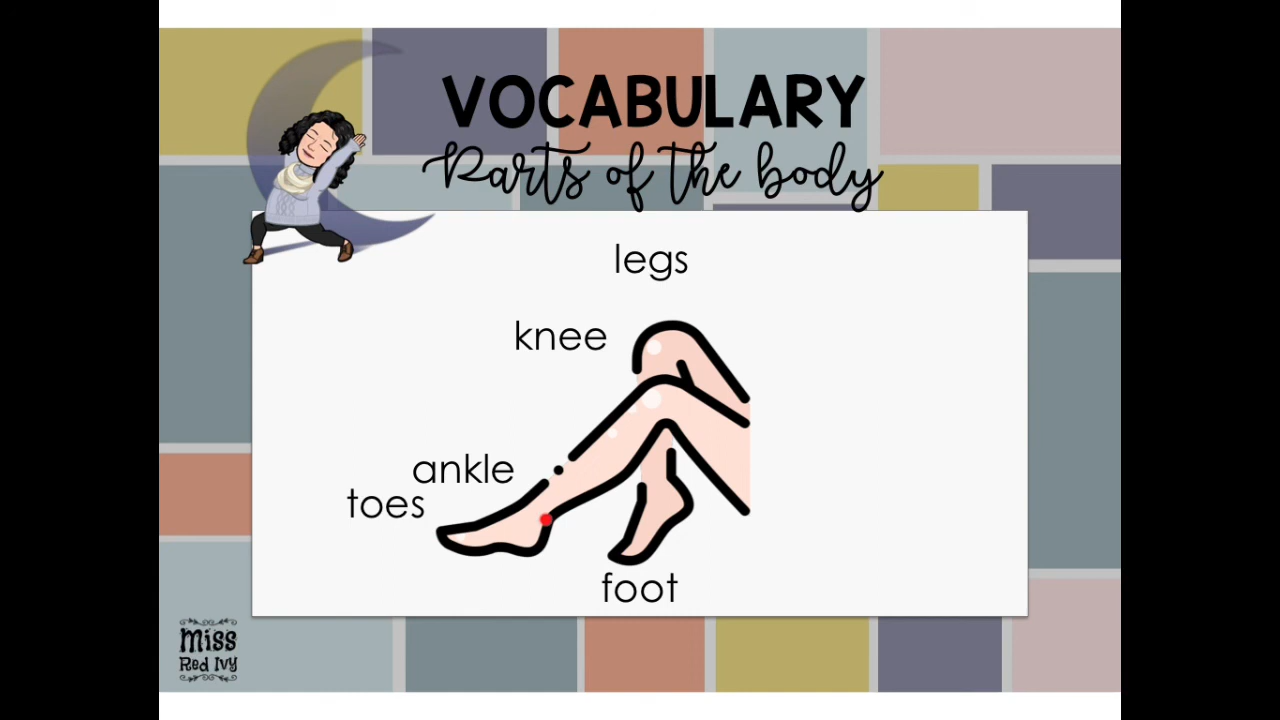 VOCABULARY
Parts of the body
legs
knee
ankle
toes
foot
Miss
Red Ivy